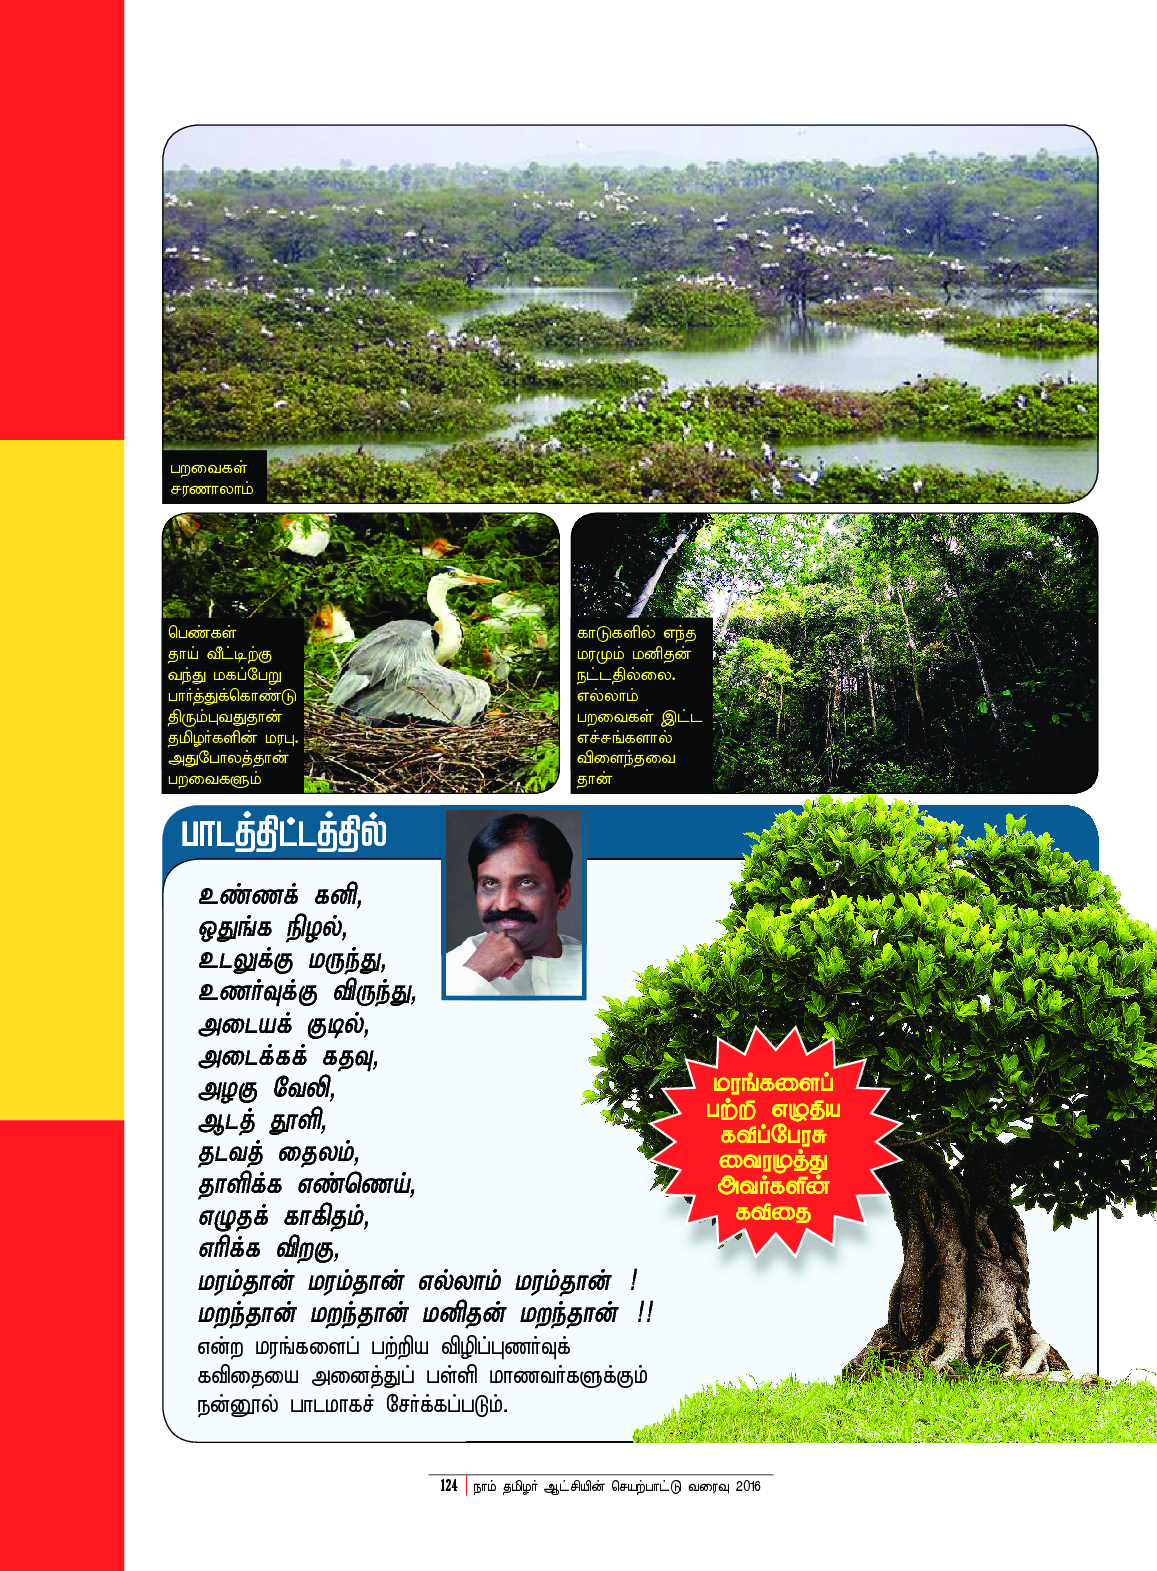 பறவைகள்
சரணாலாம்
பெண்கள்
தாய் வீட்டிற்கு
வந்து மகப்பேறு
பார்த்துக்கொண்டு
திரும்புவதுதான்
தமிழர்களின் மரபு.
அதுபோலத்தான்
பறவைகளும்
காடுகளில் எந்த
மரமும் மனிதன்
நட்டதில்லை.
எல்லாம்
பறவைகள் இட்ட
எச்சங்களால்
விளைந்தவை
தான்
பாடத்திட்டத்தில்
உண்ணக் கனி,
ஒதுங்க நிழல்,
உடலுக்கு மருந்து,
உணர்வுக்கு விருந்து,
அடையக் குடில்,
அடைக்கக் கதவு,
அழகு வேலி,
ஆடத் தூளி,
தடவத் தைலம்,
தாளிக்க எண்ணெய்,
எழுதக் காகிதம்,
எரிக்க விறகு,
மரம்தான் மரம்தான் எல்லாம் மரம்தான் !
மறந்தான் மறந்தான் மனிதன் மறந்தான் !!
என்ற மரங்களைப் பற்றிய விழிப்புணர்வுக்
கவிதையை அனைத்துப் பள்ளி மாணவர்களுக்கும்
நன்னூல் பாடமாகச் சேர்க்கப்படும்.
மரங்களைப்
பற்றி எழுதிய
கவிப்பேரசு
வைரமுத்து
அவர்களின்
கவிதை
124 நாம் தமிழர் ஆட்சியின் செயற்பாட்டு வரைவு 2016